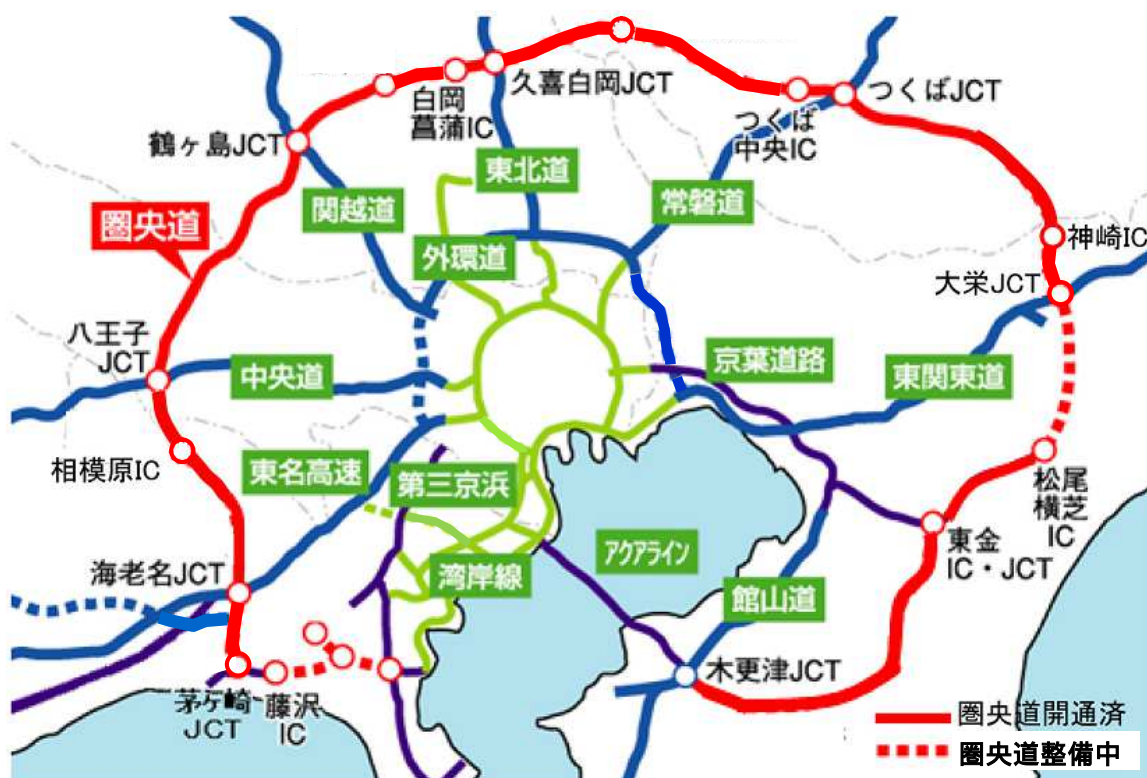 久喜白岡JCT
つくばJCT
白岡
菖蒲IC
つくば
中央IC
鶴ヶ島JCT
東北道
関越道
常磐道
圏央道
外環道
神崎IC
大栄JCT
八王子
JCT
中央道
京葉道路
東関東道
相模原IC
東名高速
第三京浜
松尾
横芝
IC
アクアライン
東金
IC・JCT
海老名JCT
湾岸線
館山道
木更津JCT
茅ヶ崎
JCT
藤沢
IC
圏央道開通済
圏央道整備中